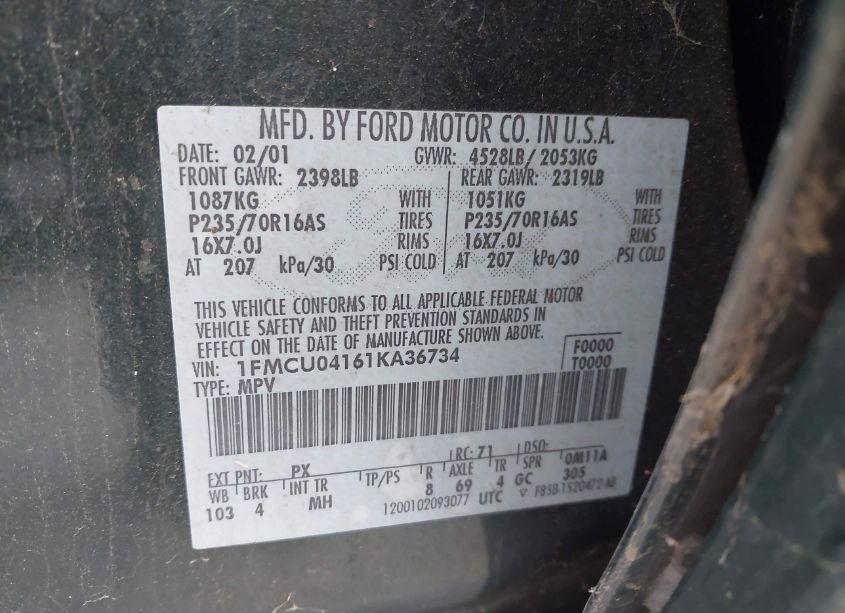 MFD. BY FORD MOTOR CO. IN U.S.A.
DATE: 02/01 GVWR: 4528LB/ 2053KG
FRONT GAWR: 2398LB REAR GAWR: 2319LB
1087KG WITH 1051KG WITH
P235/70R16AS TIRES P235/70R16AS TIRES
16X7.0J RIMS 16X7.0J RIMS
AT 207 kPa/30 PSI COLD AT 207 kPa/30 PSI COLD
THIS VEHICLE CONFORMS TO ALL APPLICABLE FEDERAL MOTOR
VEHICLE SAFETY AND THEFT PREVENTION STANDARDS IN
EFFECT ON THE DATE OF MANUFACTURE SHOWN ABOVE.
VIN: 1FMCU04161KA36734 F0000
TYPE: MPV T0000
EXT PNT: PX RC: 71 DSO:
WB BRK INT TR TP/PS R AXLE TR SPR 0M11A
103 4 MH 8 69 4 GC 305
1200102093077 UTC ▽ F85B-1520472-AB